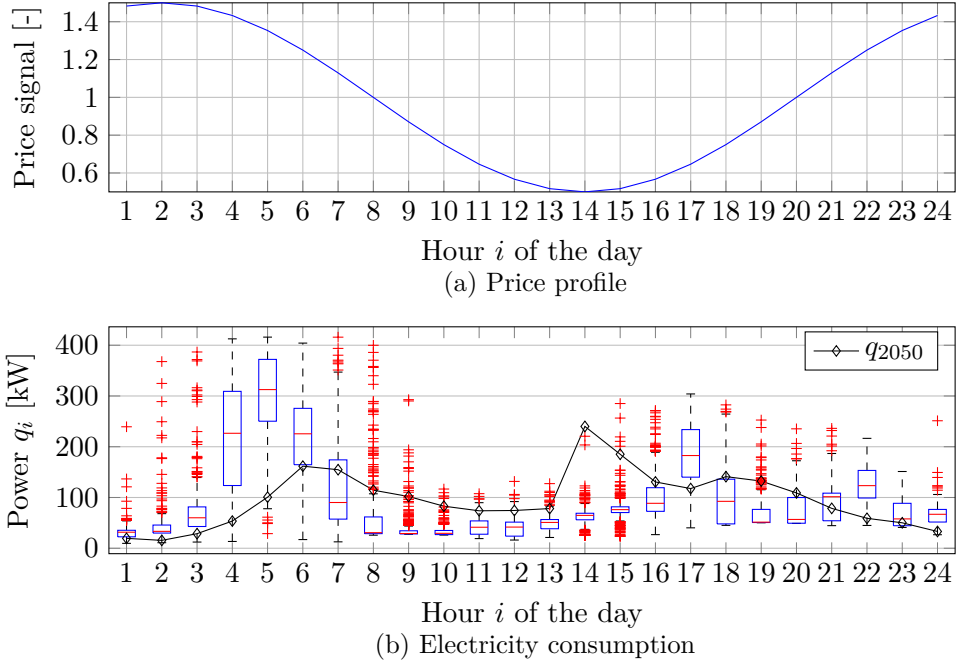 1.4
1.2
1
0.8
0.6
Price signal [-]
1 2 3 4 5 6 7 8 9 10 11 12 13 14 15 16 17 18 19 20 21 22 23 24
Hour i of the day
(a) Price profile
400
300
200
100
0
Power qᵢ [kW]
q₂₀₅₀
1 2 3 4 5 6 7 8 9 10 11 12 13 14 15 16 17 18 19 20 21 22 23 24
Hour i of the day
(b) Electricity consumption